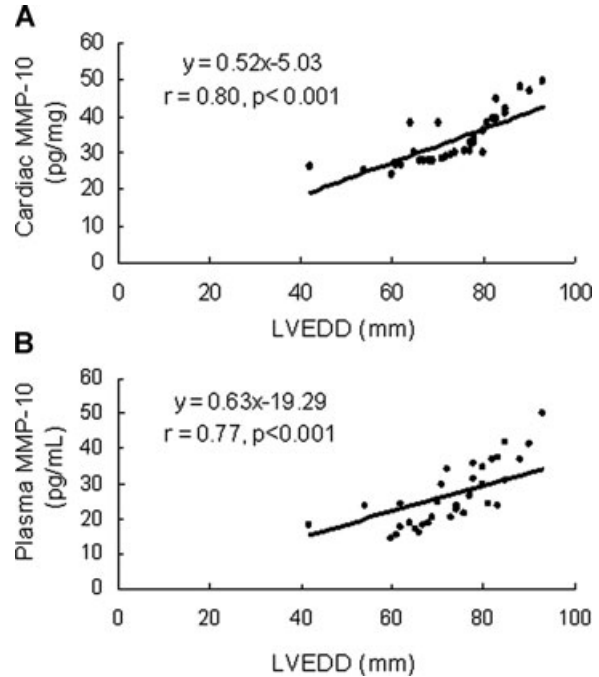 A
Cardiac MMP-10
(pg/mg)
60
50
40
30
20
10
0
y = 0.52x-5.03
r = 0.80, p< 0.001
0 20 40 60 80 100
LVEDD (mm)
B
Plasma MMP-10
(pg/mL)
60
50
40
30
20
10
0
y = 0.63x-19.29
r = 0.77, p<0.001
0 20 40 60 80 100
LVEDD (mm)